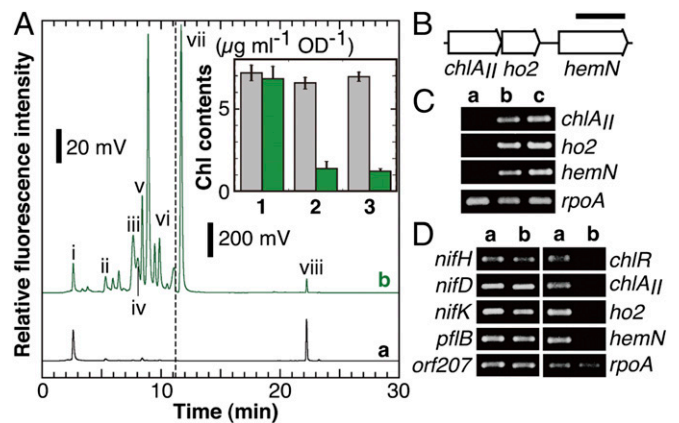 A
B
vii
(µg ml-1 OD-1)
Chl contents
5
0
1 2 3
20 mV
200 mV
i
ii
iii
iv
v
vi
viii
b
a
Relative fluorescence intensity
0 10 20 30
Time (min)
chlAII ho2 hemN
C
a b c
chlAII
ho2
hemN
rpoA
D
a b a b
nifH chlR
nifD chlAII
nifK ho2
pflB hemN
orf207 rpoA